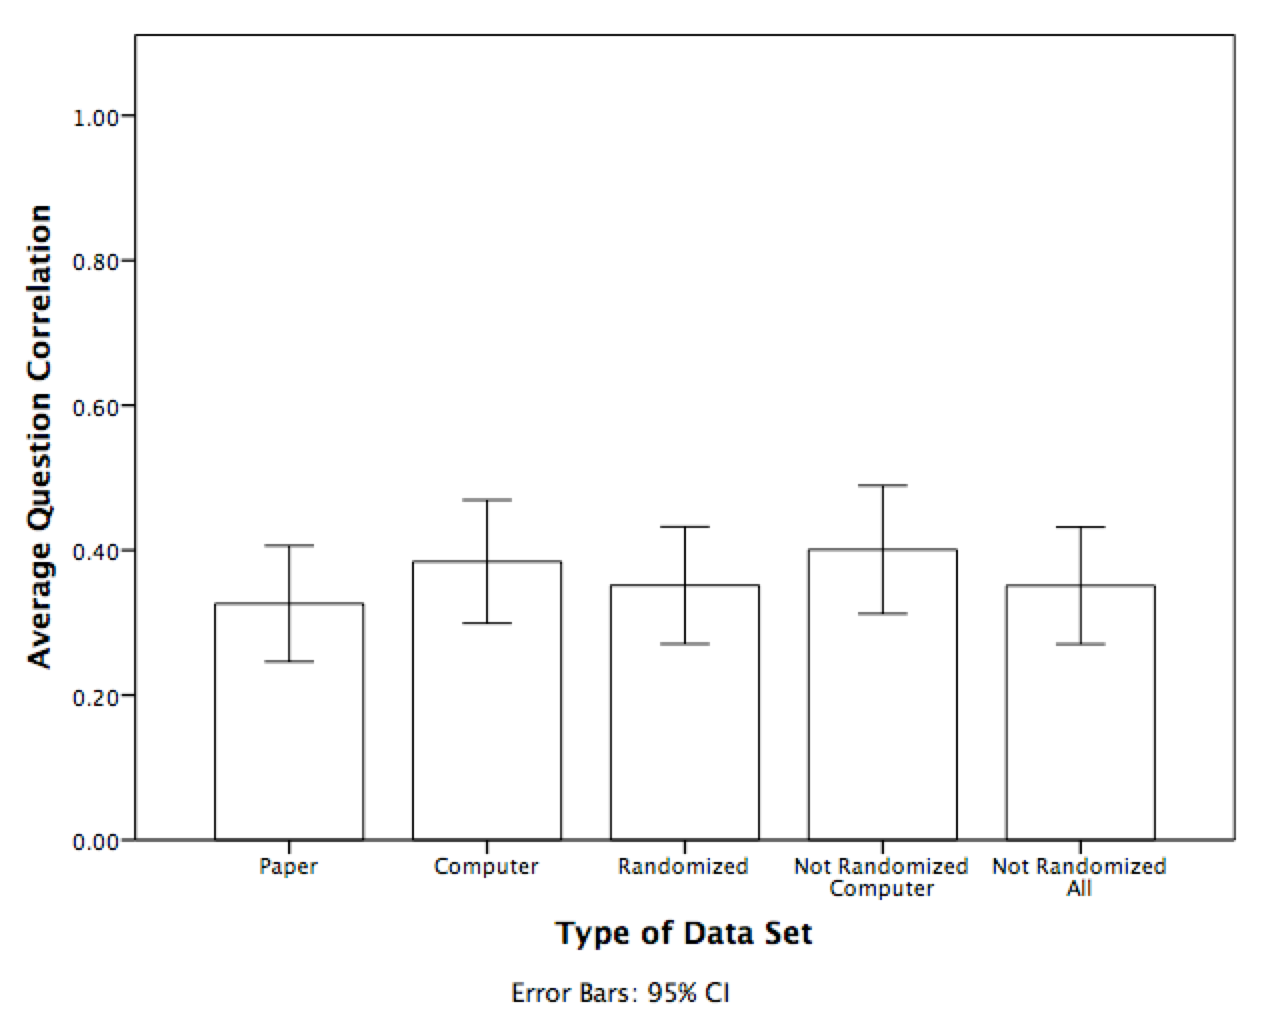 Average Question Correlation
1.00
0.80
0.60
0.40
0.20
0.00
Paper
Computer
Randomized
Not Randomized
Computer
Not Randomized
All
Type of Data Set
Error Bars: 95% CI